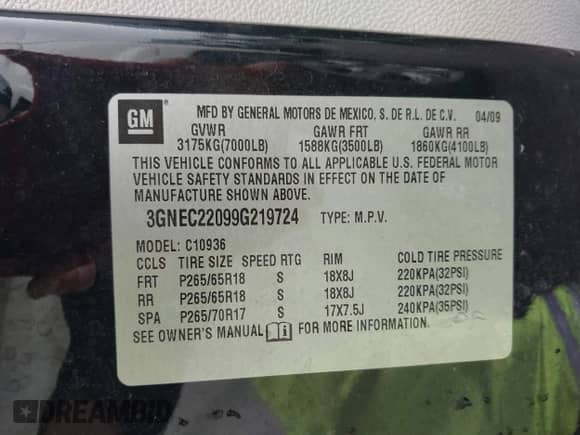 GM
MFD BY GENERAL MOTORS DE MEXICO, S. DE R.L. DE C.V. 04/09
GVWR GAWR FRT GAWR RR
3175KG(7000LB) 1588KG(3500LB) 1860KG(4100LB)
THIS VEHICLE CONFORMS TO ALL APPLICABLE U.S. FEDERAL MOTOR
VEHICLE SAFETY STANDARDS IN EFFECT ON THE DATE OF
MANUFACTURE SHOWN ABOVE.
3GNEC22099G219724 TYPE: M.P.V.
MODEL: C10936
CCLS TIRE SIZE SPEED RTG RIM COLD TIRE PRESSURE
FRT P265/65R18 S 18X8J 220KPA(32PSI)
RR P265/65R18 S 18X8J 220KPA(32PSI)
SPA P265/70R17 S 17X7.5J 240KPA(35PSI)
SEE OWNER'S MANUAL FOR MORE INFORMATION.
DREAMBID